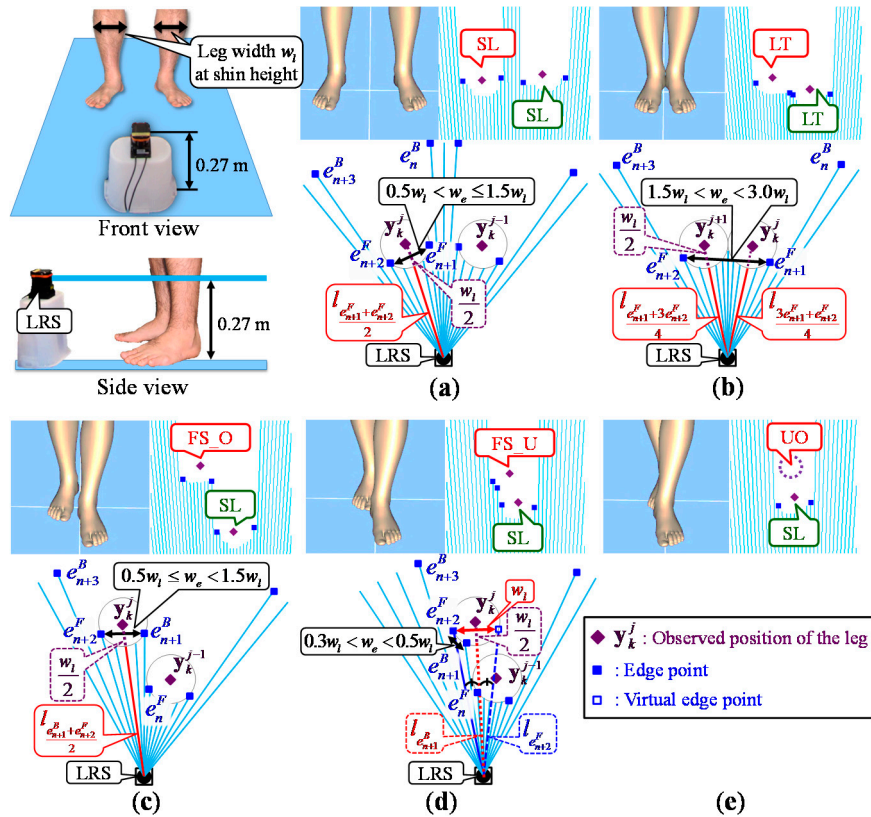 Leg width w_l
at shin height
0.27 m
Front view
LRS
0.27 m
Side view
SL
SL
e^B_{n+3}
e^B_n
0.5w_l < w_e ≤ 1.5w_l
y^j_k
y^{j-1}_k
e^F_{n+2}
e^F_{n+1}
w_l/2
l_{(e^F_{n+1}+e^F_{n+2})/2}
LRS
(a)
LT
LT
e^B_{n+3}
e^B_n
1.5w_l < w_e < 3.0w_l
w_l/2
y^{j+1}_k
y^j_k
e^F_{n+2}
e^F_{n+1}
l_{(e^F_{n+1}+3e^F_{n+2})/4}
l_{(3e^F_{n+1}+e^F_{n+2})/4}
LRS
(b)
FS_O
SL
e^B_{n+3}
0.5w_l ≤ w_e < 1.5w_l
y^j_k
e^F_{n+2}
e^B_{n+1}
w_l/2
y^{j-1}_k
e^F_n
l_{(e^B_{n+1}+e^F_{n+2})/2}
LRS
(c)
FS_U
SL
e^B_{n+3}
y^j_k
w_l
e^F_{n+2}
w_l/2
0.3w_l < w_e < 0.5w_l
e^B_{n+1}
y^{j-1}_k
e^F_n
l_{e^B_{n+1}}
l_{e^F_{n+2}}
LRS
(d)
UO
SL
y^j_k : Observed position of the leg
: Edge point
: Virtual edge point
(e)